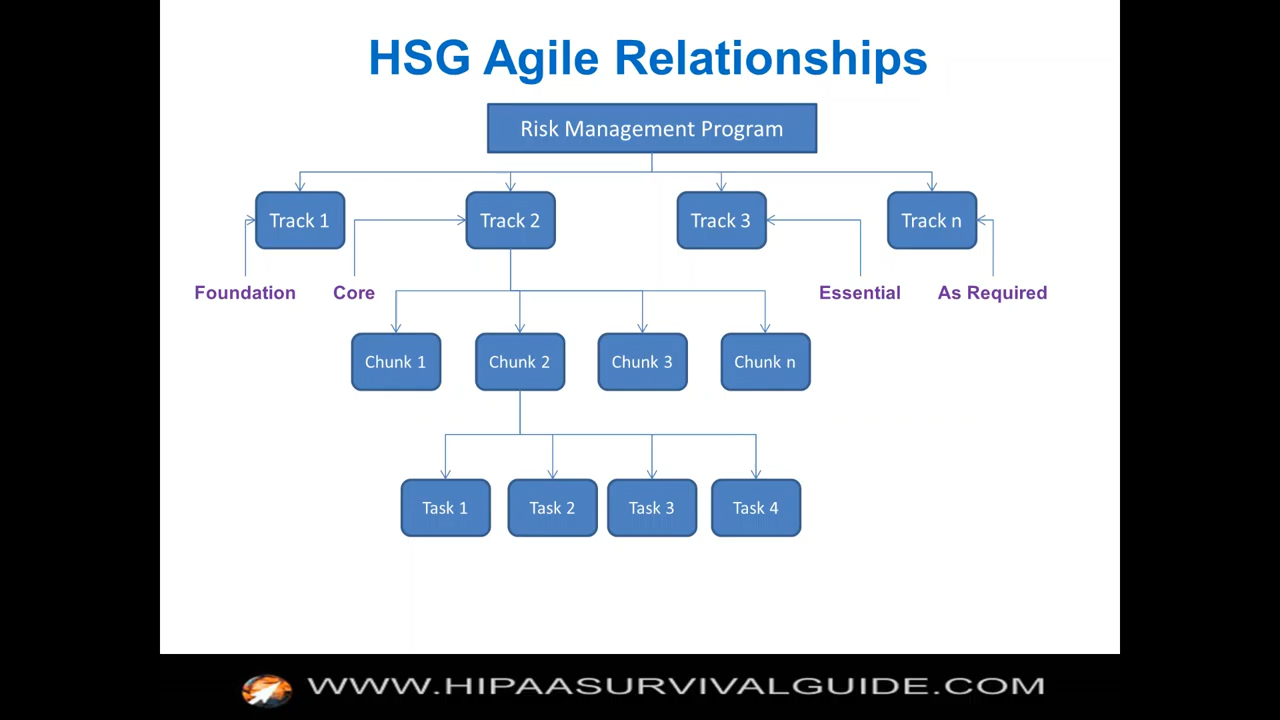 HSG Agile Relationships
Risk Management Program
Track 1 Track 2 Track 3 Track n
Foundation Core Essential As Required
Chunk 1 Chunk 2 Chunk 3 Chunk n
Task 1 Task 2 Task 3 Task 4
WWW.HIPAASURVIVALGUIDE.COM